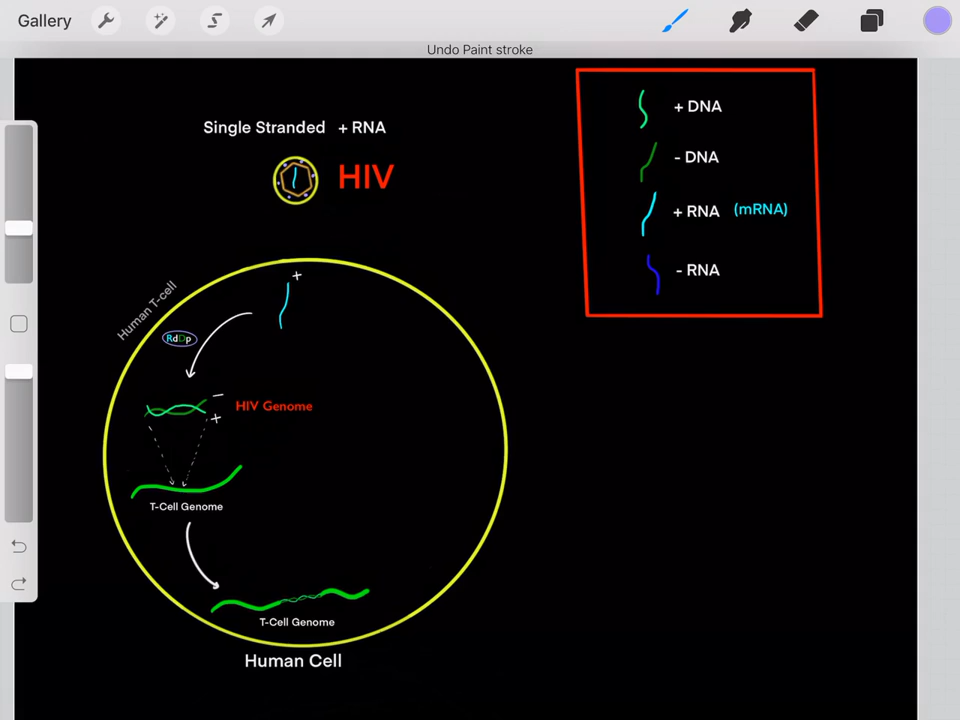 Gallery
Undo Paint stroke
Single Stranded + RNA
HIV
+ DNA
- DNA
+ RNA (mRNA)
- RNA
Human T-cell
+
RdDp
−
+
HIV Genome
T-Cell Genome
T-Cell Genome
Human Cell